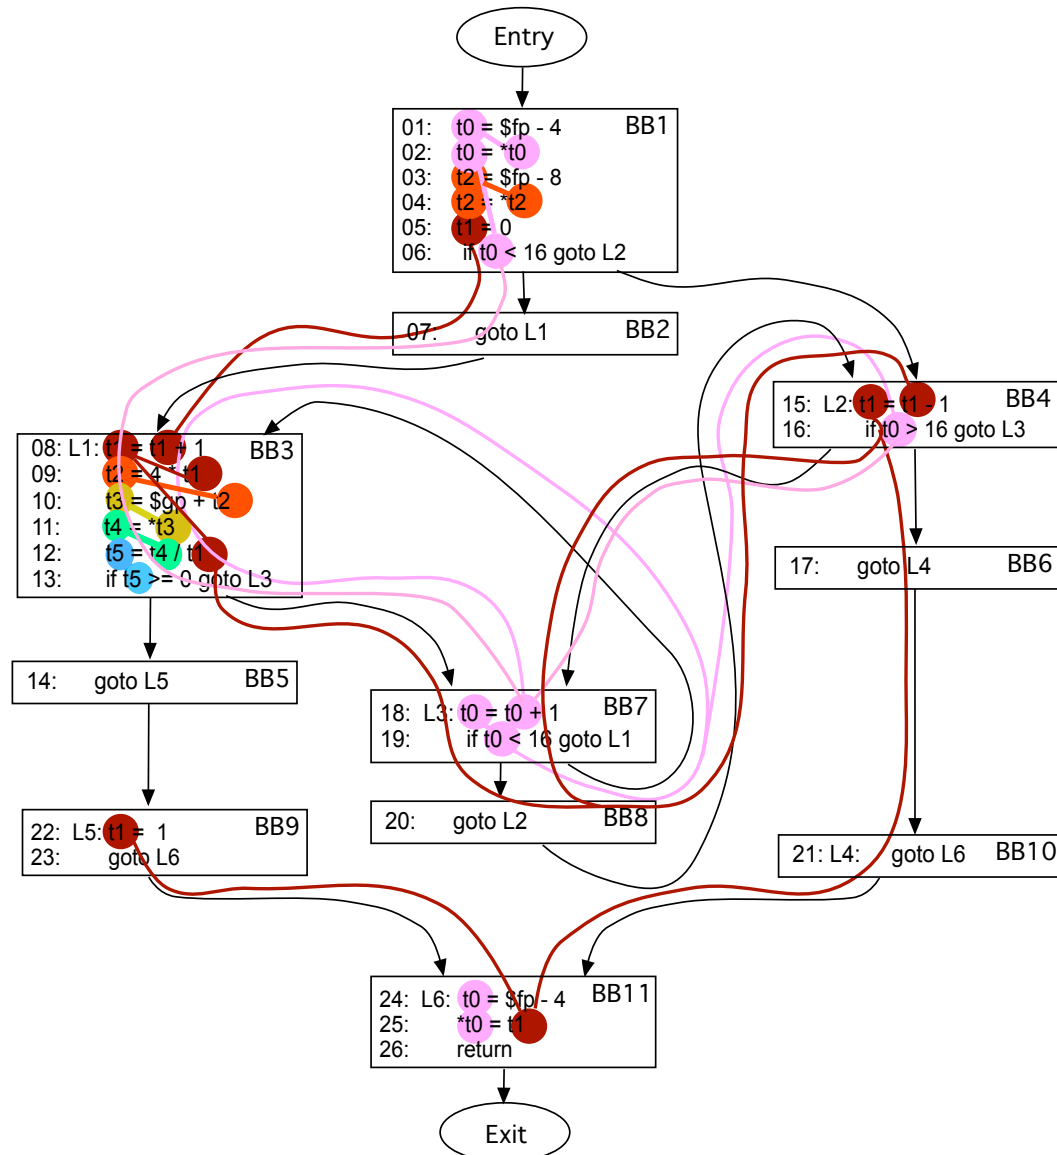 Entry
01: t0 = $fp - 4 BB1
02: t0 = *t0
03: t2 = $fp - 8
04: t2 = *t2
05: t1 = 0
06: if t0 < 16 goto L2
07: goto L1 BB2
15: L2: t1 = t1 - 1 BB4
16: if t0 > 16 goto L3
08: L1: t1 = t1 + 1 BB3
09: t2 = 4 * t1
10: t3 = $gp + t2
11: t4 = *t3
12: t5 = t4 / t1
13: if t5 >= 0 goto L3
17: goto L4 BB6
14: goto L5 BB5
18: L3: t0 = t0 + 1 BB7
19: if t0 < 16 goto L1
20: goto L2 BB8
22: L5: t1 = 1 BB9
23: goto L6
21: L4: goto L6 BB10
24: L6: t0 = $fp - 4 BB11
25: *t0 = t1
26: return
Exit